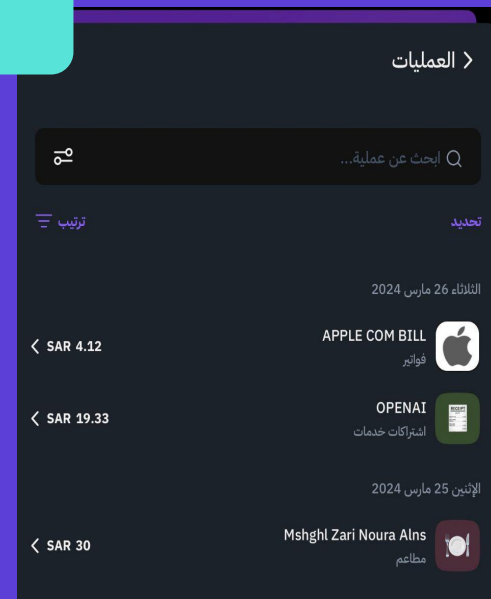 العمليات
ابحث عن عملية...
تحديد
ترتيب
الثلاثاء 26 مارس 2024
APPLE COM BILL
فواتير
SAR 4.12
RECEIPT
OPENAI
اشتراكات خدمات
SAR 19.33
الإثنين 25 مارس 2024
Mshghl Zari Noura Alns
مطاعم
SAR 30